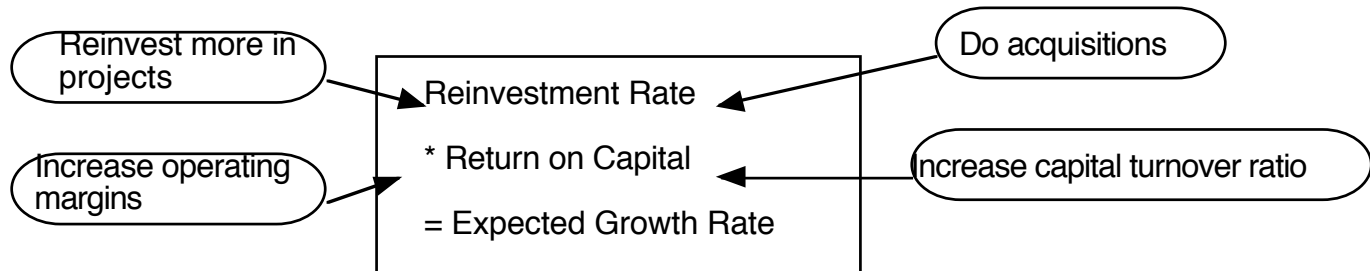 Reinvest more in
projects
Do acquisitions
Reinvestment Rate
* Return on Capital
= Expected Growth Rate
Increase operating
margins
Increase capital turnover ratio